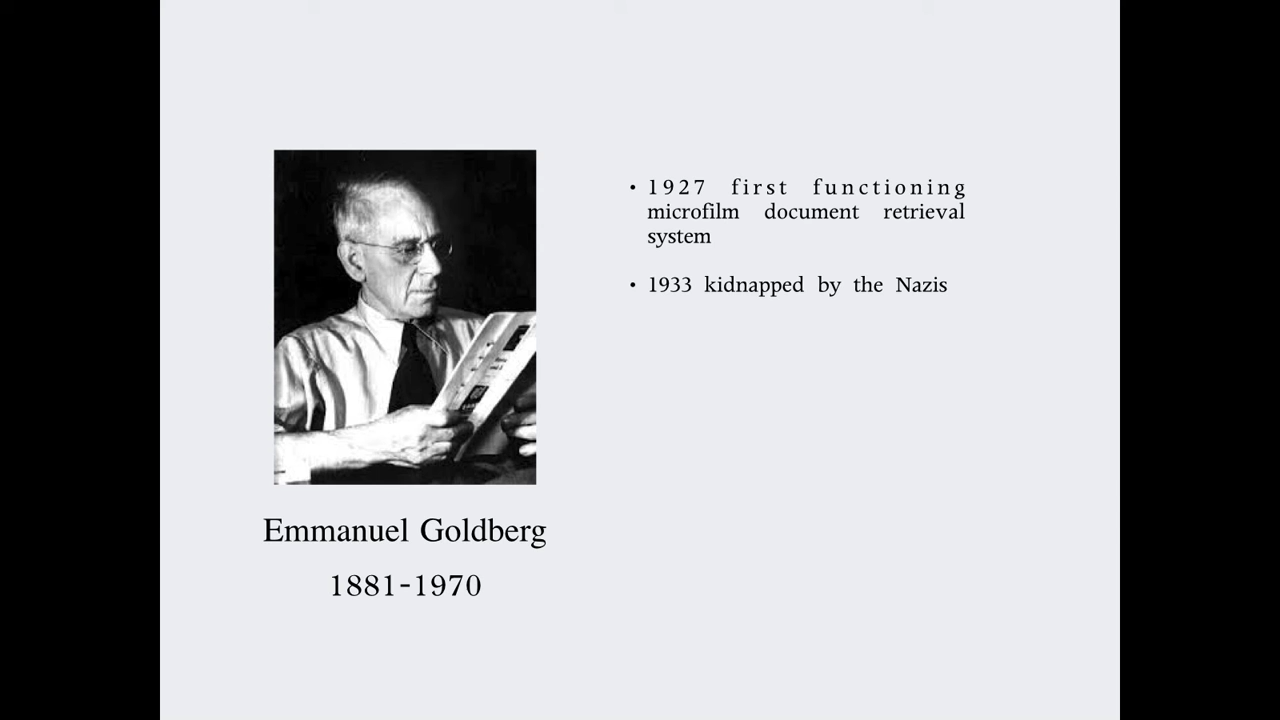 • 1927 first functioning
microfilm document retrieval
system
• 1933 kidnapped by the Nazis
Emmanuel Goldberg
1881-1970